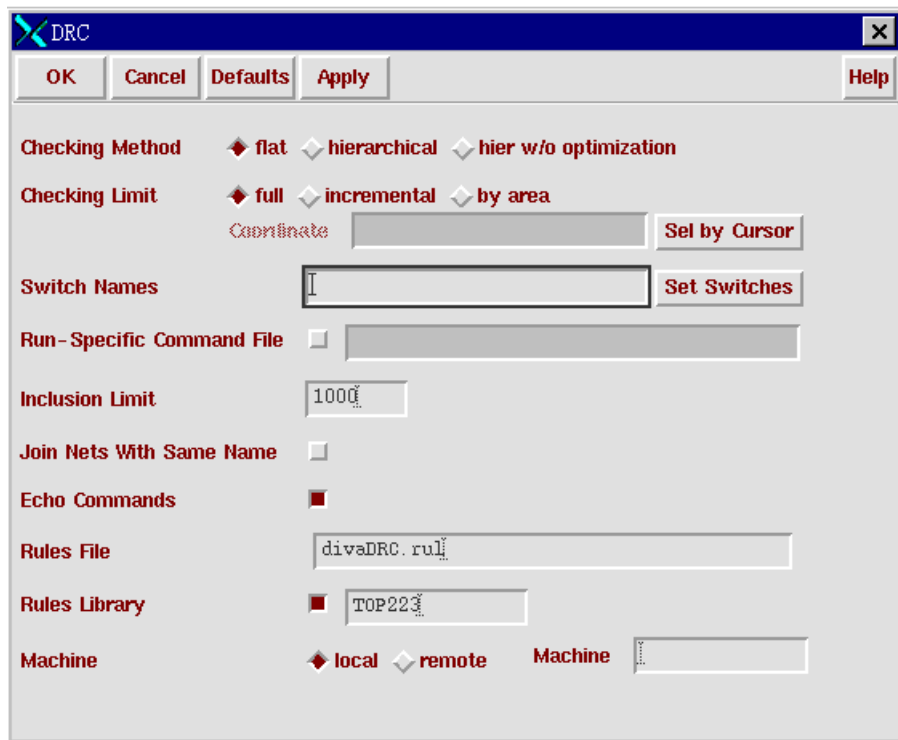 DRC
OK Cancel Defaults Apply Help
Checking Method flat hierarchical hier w/o optimization
Checking Limit full incremental by area
Coordinate Sel by Cursor
Switch Names Set Switches
Run-Specific Command File
Inclusion Limit 1000
Join Nets With Same Name
Echo Commands
Rules File divaDRC.rul
Rules Library TOP223
Machine local remote Machine